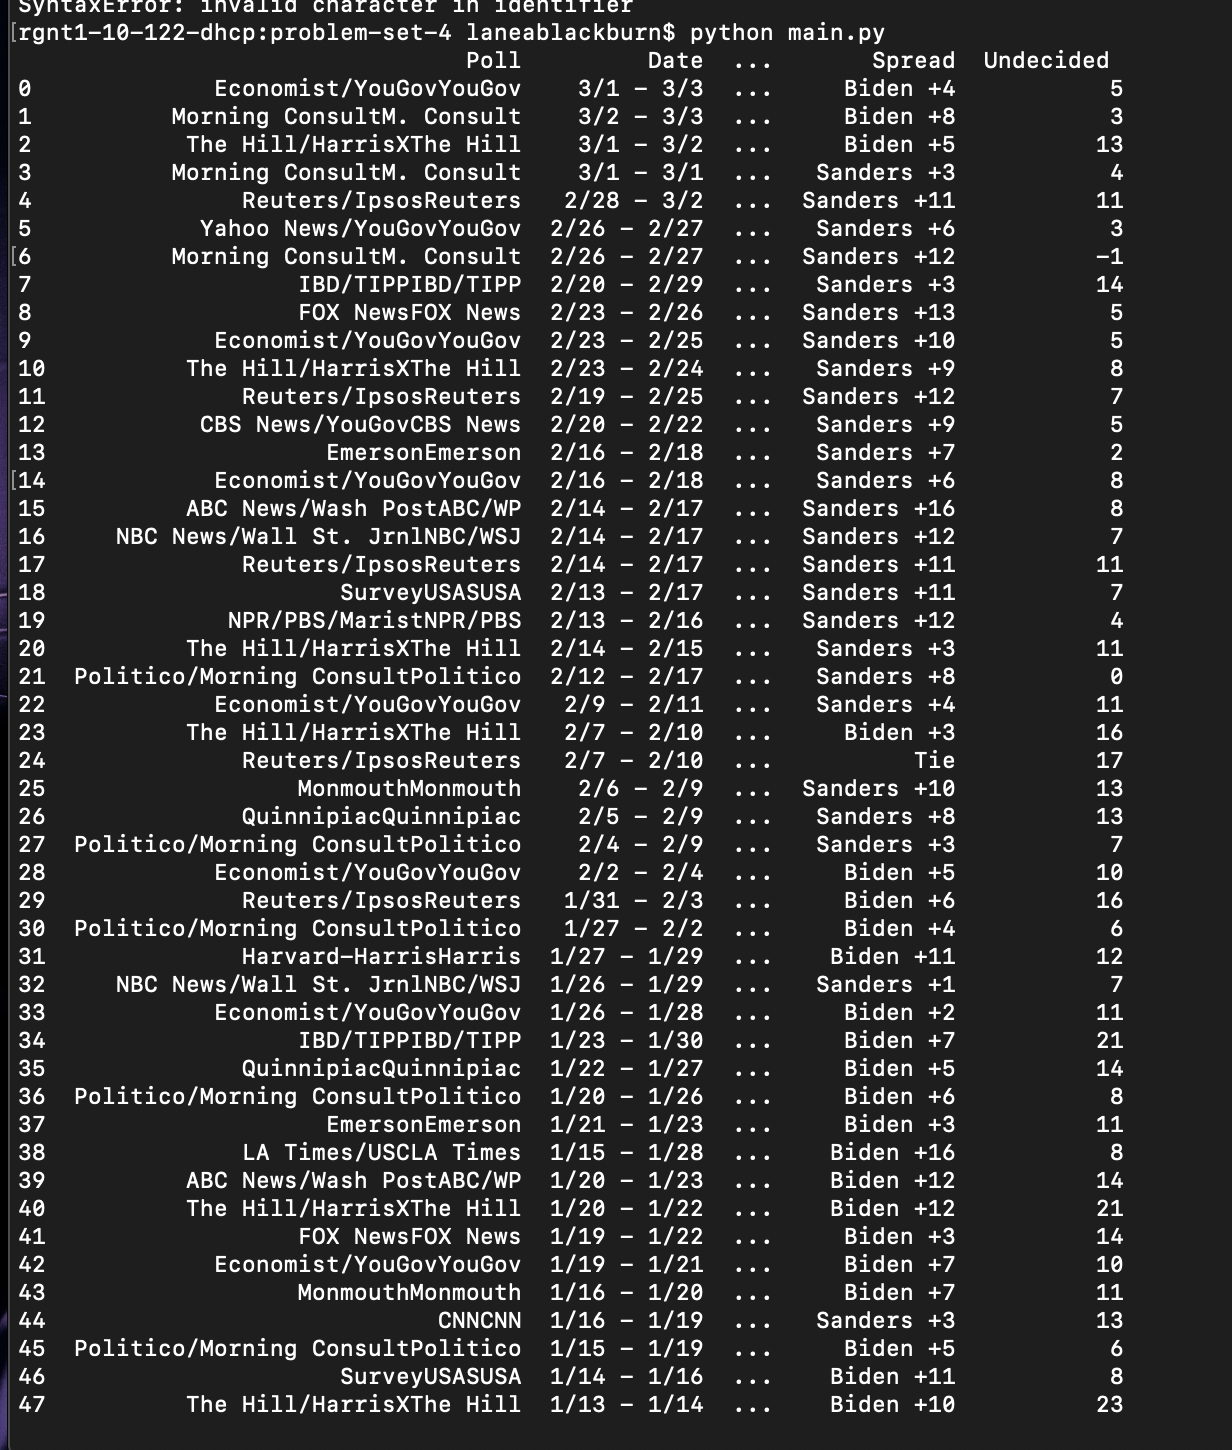 SyntaxError: invalid character in identifier
[rgnt1-10-122-dhcp:problem-set-4 laneablackburn$ python main.py
Poll Date ... Spread Undecided
0 Economist/YouGovYouGov 3/1 - 3/3 ... Biden +4 5
1 Morning ConsultM. Consult 3/2 - 3/3 ... Biden +8 3
2 The Hill/HarrisXThe Hill 3/1 - 3/2 ... Biden +5 13
3 Morning ConsultM. Consult 3/1 - 3/1 ... Sanders +3 4
4 Reuters/IpsosReuters 2/28 - 3/2 ... Sanders +11 11
5 Yahoo News/YouGovYouGov 2/26 - 2/27 ... Sanders +6 3
[6 Morning ConsultM. Consult 2/26 - 2/27 ... Sanders +12 -1
7 IBD/TIPPIBD/TIPP 2/20 - 2/29 ... Sanders +3 14
8 FOX NewsFOX News 2/23 - 2/26 ... Sanders +13 5
9 Economist/YouGovYouGov 2/23 - 2/25 ... Sanders +10 5
10 The Hill/HarrisXThe Hill 2/23 - 2/24 ... Sanders +9 8
11 Reuters/IpsosReuters 2/19 - 2/25 ... Sanders +12 7
12 CBS News/YouGovCBS News 2/20 - 2/22 ... Sanders +9 5
13 EmersonEmerson 2/16 - 2/18 ... Sanders +7 2
[14 Economist/YouGovYouGov 2/16 - 2/18 ... Sanders +6 8
15 ABC News/Wash PostABC/WP 2/14 - 2/17 ... Sanders +16 8
16 NBC News/Wall St. JrnlNBC/WSJ 2/14 - 2/17 ... Sanders +12 7
17 Reuters/IpsosReuters 2/14 - 2/17 ... Sanders +11 11
18 SurveyUSASUSA 2/13 - 2/17 ... Sanders +11 7
19 NPR/PBS/MaristNPR/PBS 2/13 - 2/16 ... Sanders +12 4
20 The Hill/HarrisXThe Hill 2/14 - 2/15 ... Sanders +3 11
21 Politico/Morning ConsultPolitico 2/12 - 2/17 ... Sanders +8 0
22 Economist/YouGovYouGov 2/9 - 2/11 ... Sanders +4 11
23 The Hill/HarrisXThe Hill 2/7 - 2/10 ... Biden +3 16
24 Reuters/IpsosReuters 2/7 - 2/10 ... Tie 17
25 MonmouthMonmouth 2/6 - 2/9 ... Sanders +10 13
26 QuinnipiacQuinnipiac 2/5 - 2/9 ... Sanders +8 13
27 Politico/Morning ConsultPolitico 2/4 - 2/9 ... Sanders +3 7
28 Economist/YouGovYouGov 2/2 - 2/4 ... Biden +5 10
29 Reuters/IpsosReuters 1/31 - 2/3 ... Biden +6 16
30 Politico/Morning ConsultPolitico 1/27 - 2/2 ... Biden +4 6
31 Harvard-HarrisHarris 1/27 - 1/29 ... Biden +11 12
32 NBC News/Wall St. JrnlNBC/WSJ 1/26 - 1/29 ... Sanders +1 7
33 Economist/YouGovYouGov 1/26 - 1/28 ... Biden +2 11
34 IBD/TIPPIBD/TIPP 1/23 - 1/30 ... Biden +7 21
35 QuinnipiacQuinnipiac 1/22 - 1/27 ... Biden +5 14
36 Politico/Morning ConsultPolitico 1/20 - 1/26 ... Biden +6 8
37 EmersonEmerson 1/21 - 1/23 ... Biden +3 11
38 LA Times/USCLA Times 1/15 - 1/28 ... Biden +16 8
39 ABC News/Wash PostABC/WP 1/20 - 1/23 ... Biden +12 14
40 The Hill/HarrisXThe Hill 1/20 - 1/22 ... Biden +12 21
41 FOX NewsFOX News 1/19 - 1/22 ... Biden +3 14
42 Economist/YouGovYouGov 1/19 - 1/21 ... Biden +7 10
43 MonmouthMonmouth 1/16 - 1/20 ... Biden +7 11
44 CNNCNN 1/16 - 1/19 ... Sanders +3 13
45 Politico/Morning ConsultPolitico 1/15 - 1/19 ... Biden +5 6
46 SurveyUSASUSA 1/14 - 1/16 ... Biden +11 8
47 The Hill/HarrisXThe Hill 1/13 - 1/14 ... Biden +10 23